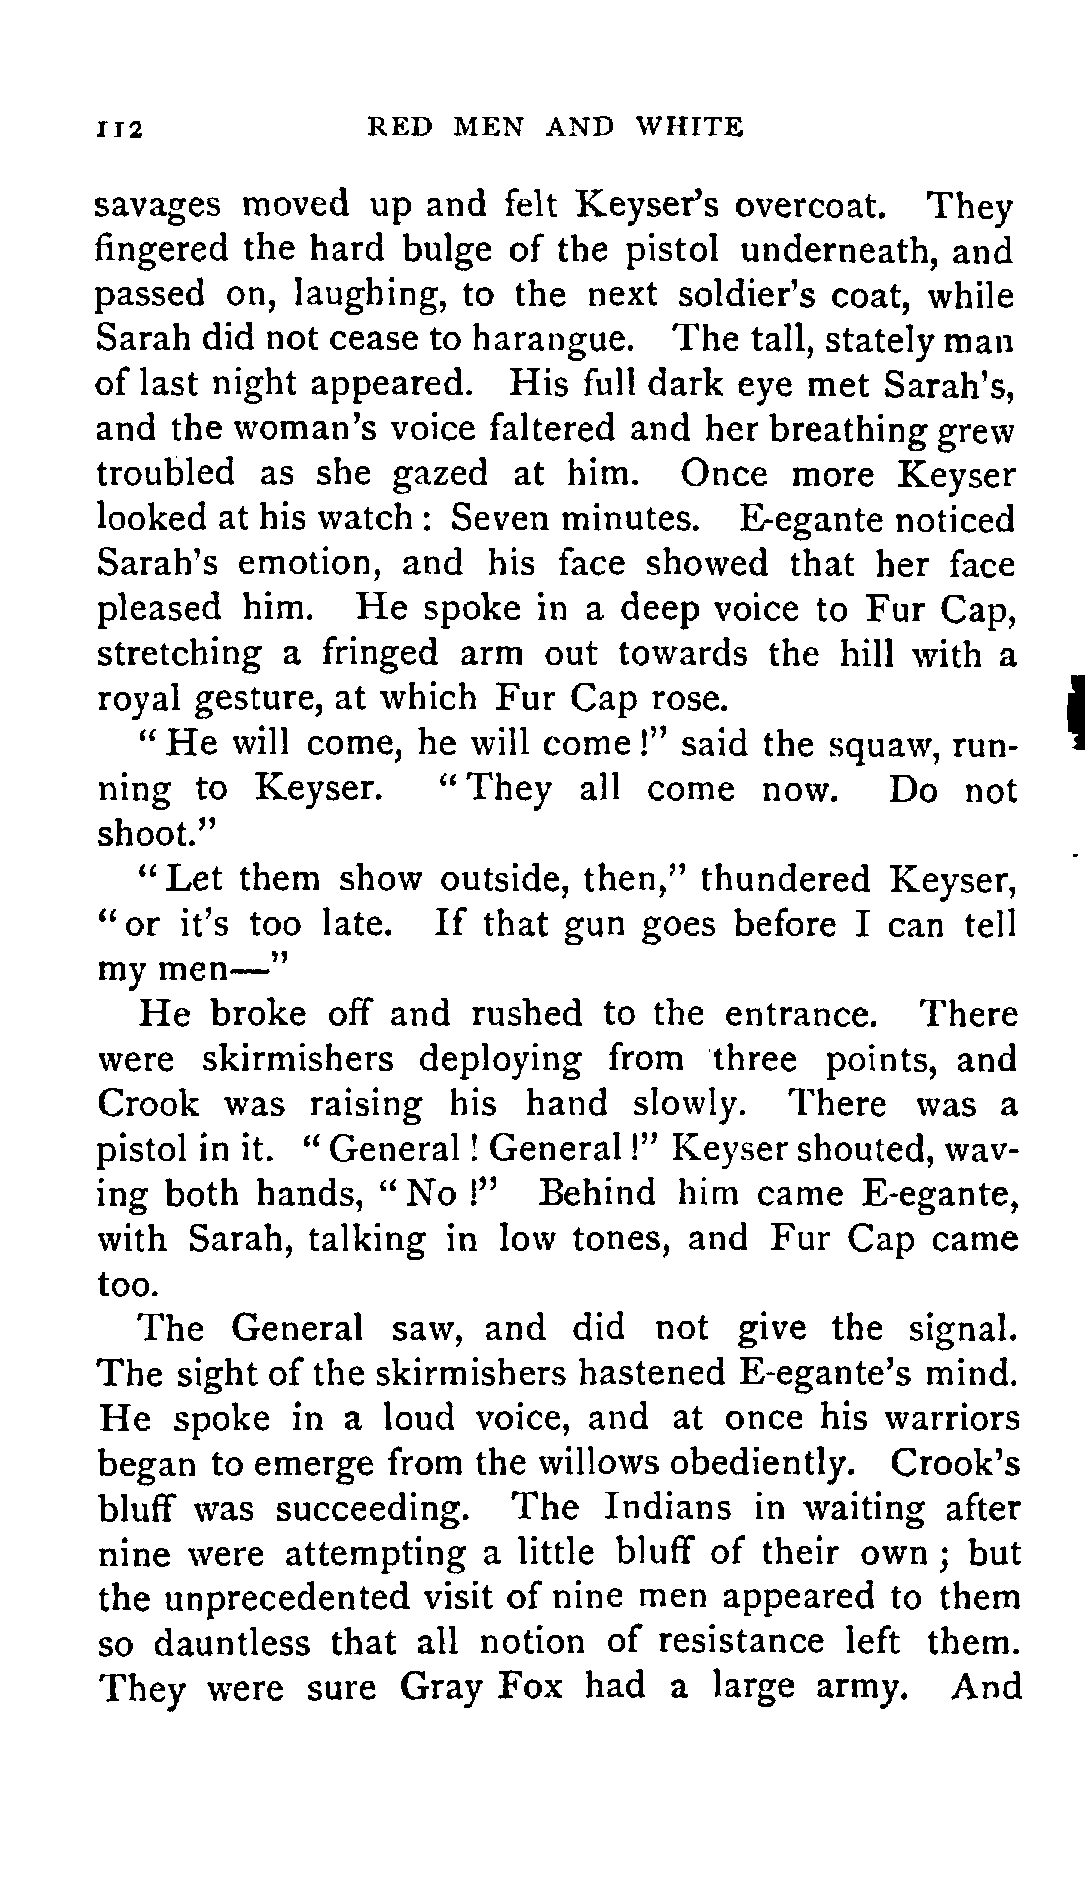 112 RED MEN AND WHITE
savages moved up and felt Keyser's overcoat. They
fingered the hard bulge of the pistol underneath, and
passed on, laughing, to the next soldier's coat, while
Sarah did not cease to harangue. The tall, stately man
of last night appeared. His full dark eye met Sarah's,
and the woman's voice faltered and her breathing grew
troubled as she gazed at him. Once more Keyser
looked at his watch : Seven minutes. E-egante noticed
Sarah's emotion, and his face showed that her face
pleased him. He spoke in a deep voice to Fur Cap,
stretching a fringed arm out towards the hill with a
royal gesture, at which Fur Cap rose.
"He will come, he will come!" said the squaw, run-
ning to Keyser. "They all come now. Do not
shoot."
"Let them show outside, then," thundered Keyser,
"or it's too late. If that gun goes before I can tell
my men—"
He broke off and rushed to the entrance. There
were skirmishers deploying from three points, and
Crook was raising his hand slowly. There was a
pistol in it. "General! General!" Keyser shouted, wav-
ing both hands, "No!" Behind him came E-egante,
with Sarah, talking in low tones, and Fur Cap came
too.
The General saw, and did not give the signal.
The sight of the skirmishers hastened E-egante's mind.
He spoke in a loud voice, and at once his warriors
began to emerge from the willows obediently. Crook's
bluff was succeeding. The Indians in waiting after
nine were attempting a little bluff of their own ; but
the unprecedented visit of nine men appeared to them
so dauntless that all notion of resistance left them.
They were sure Gray Fox had a large army. And